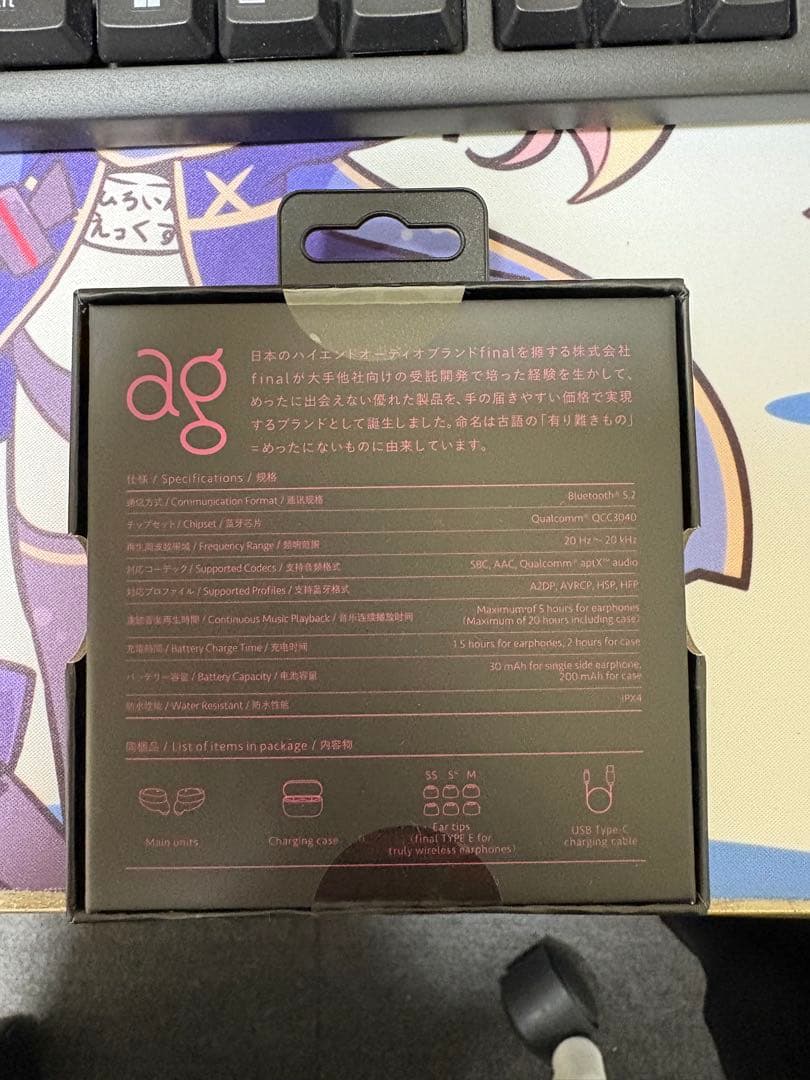 ひろいん
えっくす
ag
日本のハイエンドオーディオブランドfinalを擁する株式会社
finalが大手他社向けの受託開発で培った経験を生かして、
めったに出会えない優れた製品を、手の届きやすい価格で実現
するブランドとして誕生しました。命名は古語の「有り難きもの」
=めったにないものに由来しています。
仕様 / Specifications / 规格
通信方式 / Communication Format / 通讯规格 Bluetooth® 5.2
チップセット / Chipset / 蓝牙芯片 Qualcomm® QCC3040
再生周波数帯域 / Frequency Range / 频响范围 20 Hz ~ 20 kHz
対応コーデック / Supported Codecs / 支持音频格式 SBC, AAC, Qualcomm® aptX™ audio
対応プロファイル / Supported Profiles / 支持蓝牙格式 A2DP, AVRCP, HSP, HFP
連続音楽再生時間 / Continuous Music Playback / 音乐连续播放时间 Maximum of 5 hours for earphones
(Maximum of 20 hours including case)
充電時間 / Battery Charge Time / 充电时间 1.5 hours for earphones, 2 hours for case
バッテリー容量 / Battery Capacity / 电池容量 30 mAh for single side earphone,
200 mAh for case
防水性能 / Water Resistant / 防水性能 IPX4
同梱品 / List of items in package / 内容物
SS S* M
Main units
Charging case
Ear tips
(final TYPE E for
truly wireless earphones)
USB Type-C
charging cable